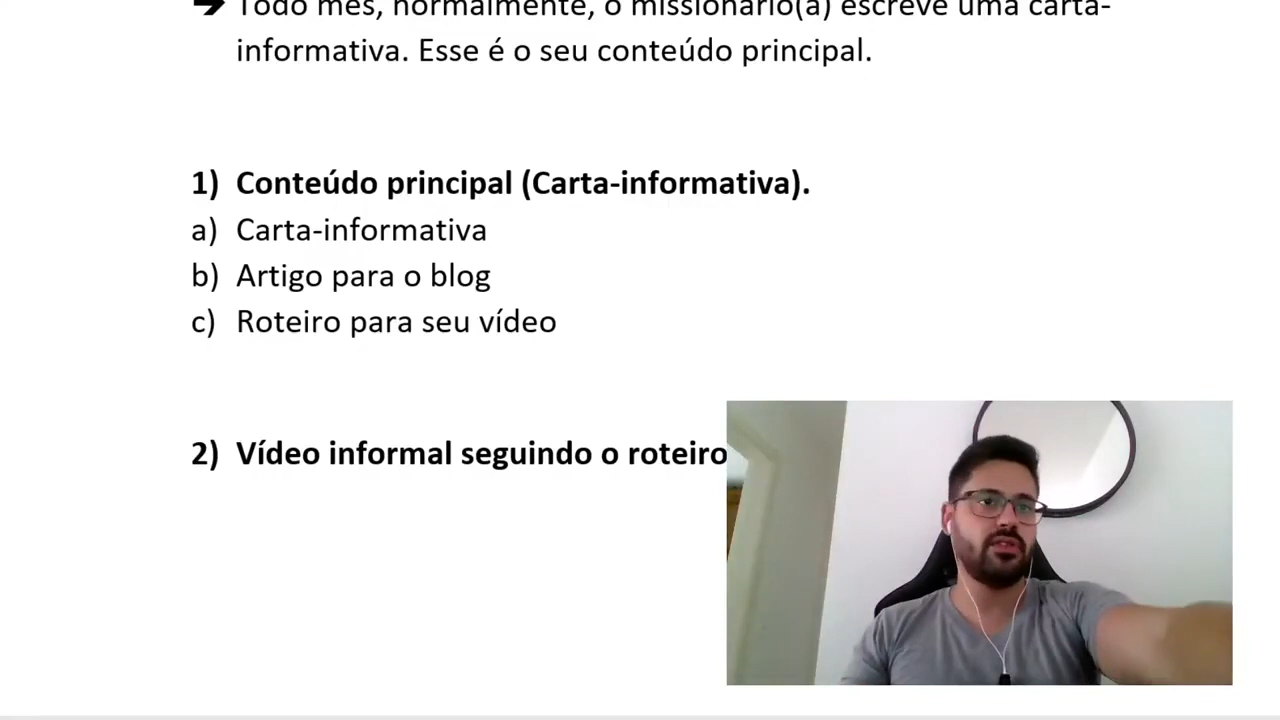 ➔ Todo mês, normalmente, o missionário(a) escreve uma carta-
informativa. Esse é o seu conteúdo principal.
1) Conteúdo principal (Carta-informativa).
a) Carta-informativa
b) Artigo para o blog
c) Roteiro para seu vídeo
2) Vídeo informal seguindo o roteiro